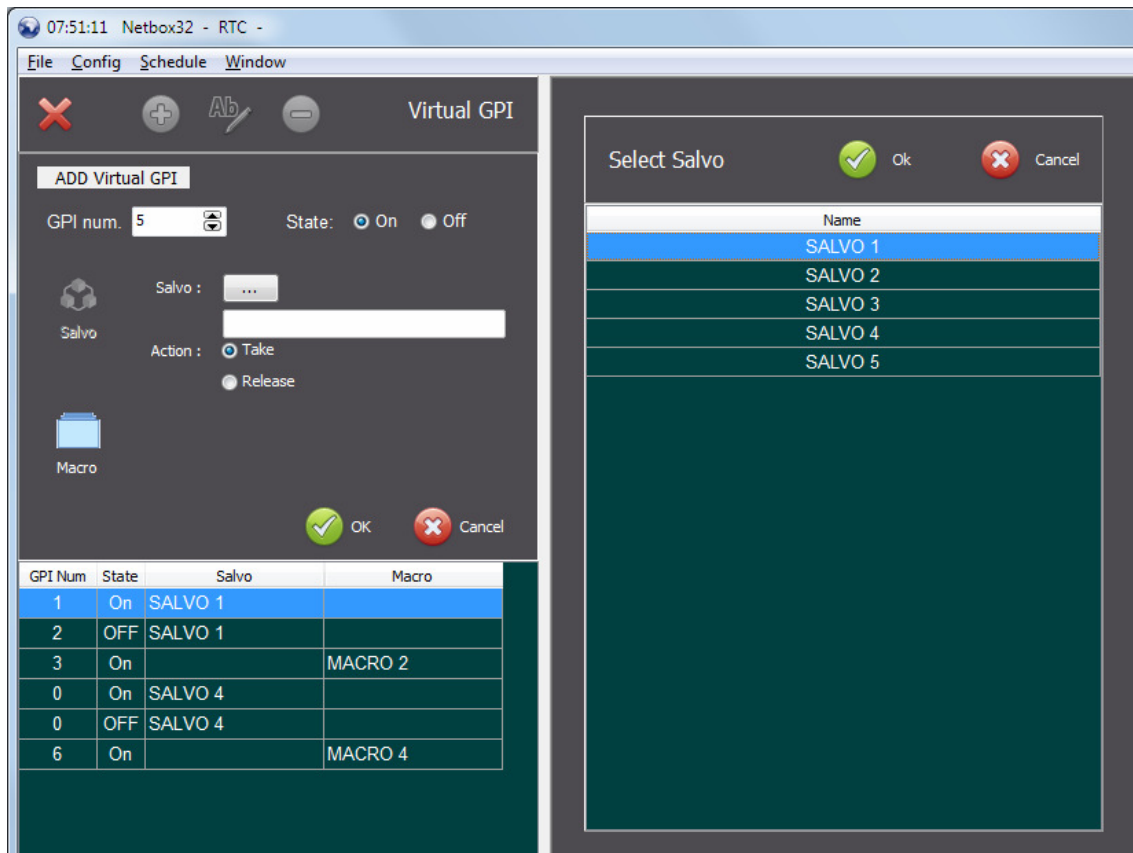 07:51:11 Netbox32 - RTC -
File Config Schedule Window
Ab
Virtual GPI
ADD Virtual GPI
GPI num. 5
State: On Off
Salvo : ...
Salvo
Action : Take
Release
Macro
OK Cancel
GPI Num State Salvo Macro
1 On SALVO 1
2 OFF SALVO 1
3 On MACRO 2
0 On SALVO 4
0 OFF SALVO 4
6 On MACRO 4
Select Salvo Ok Cancel
Name
SALVO 1
SALVO 2
SALVO 3
SALVO 4
SALVO 5